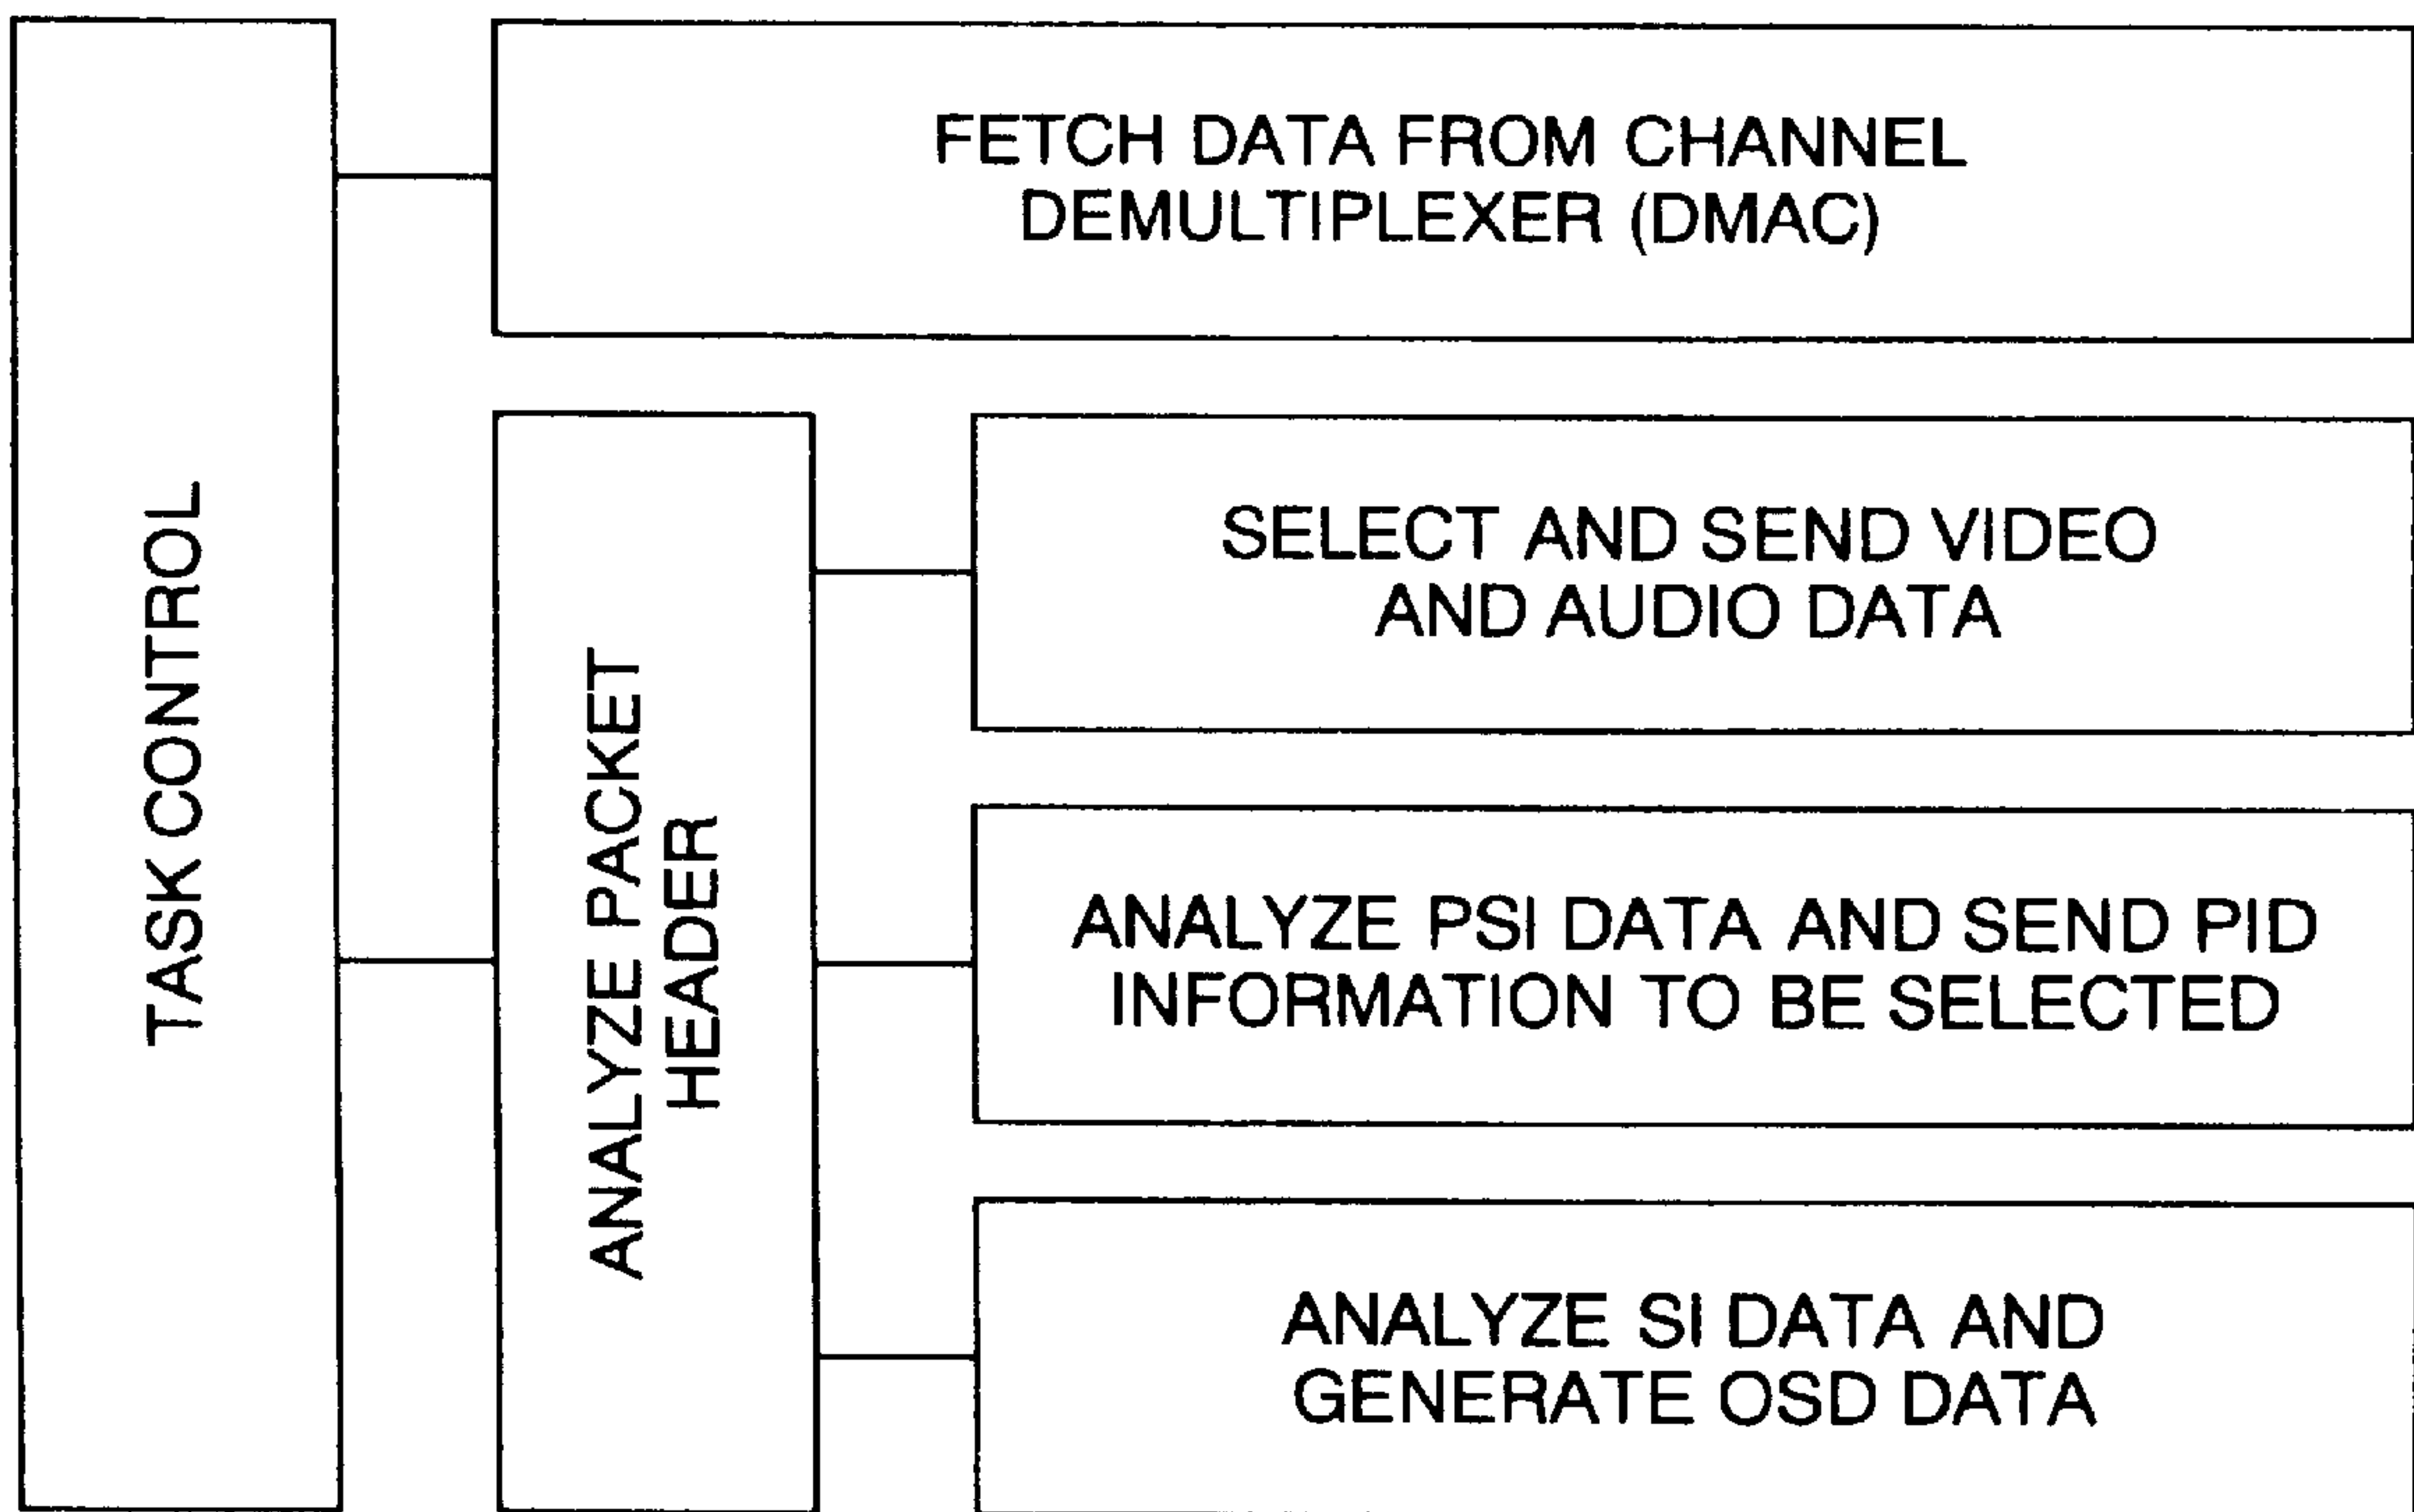 TASK CONTROL
FETCH DATA FROM CHANNEL
DEMULTIPLEXER (DMAC)
ANALYZE PACKET
HEADER
SELECT AND SEND VIDEO
AND AUDIO DATA
ANALYZE PSI DATA AND SEND PID
INFORMATION TO BE SELECTED
ANALYZE SI DATA AND
GENERATE OSD DATA